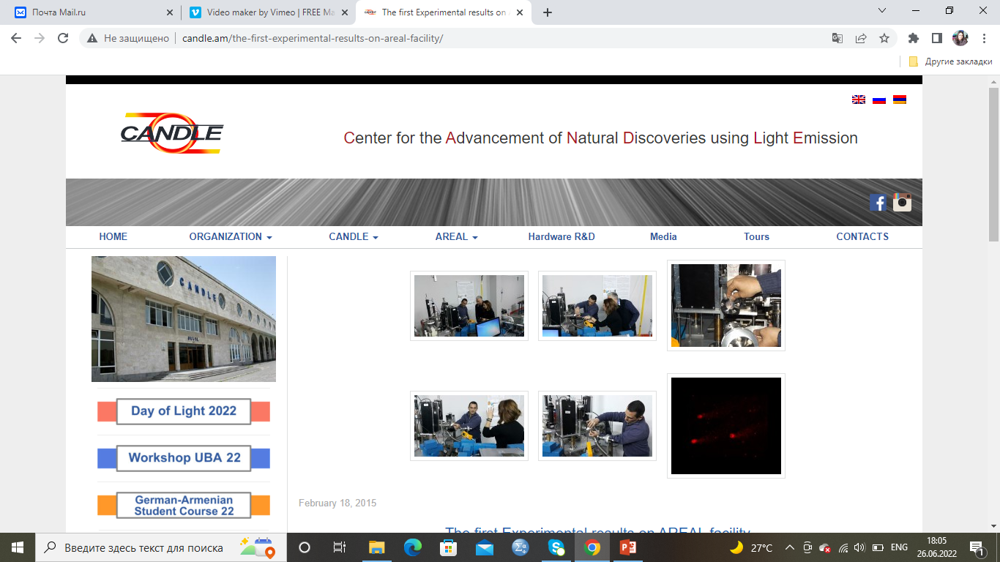 Почта Mail.ru
Video maker by Vimeo | FREE Ma
The first Experimental results on
Не защищено
candle.am/the-first-experimental-results-on-areal-facility/
Другие закладки
CANDLE
Center for the Advancement of Natural Discoveries using Light Emission
HOME
ORGANIZATION
CANDLE
AREAL
Hardware R&D
Media
Tours
CONTACTS
CANDLE
Day of Light 2022
Workshop UBA 22
German-Armenian
Student Course 22
February 18, 2015
The first Experimental results on AREAL facility
Введите здесь текст для поиска
27°C
ENG
18:05
26.06.2022
1